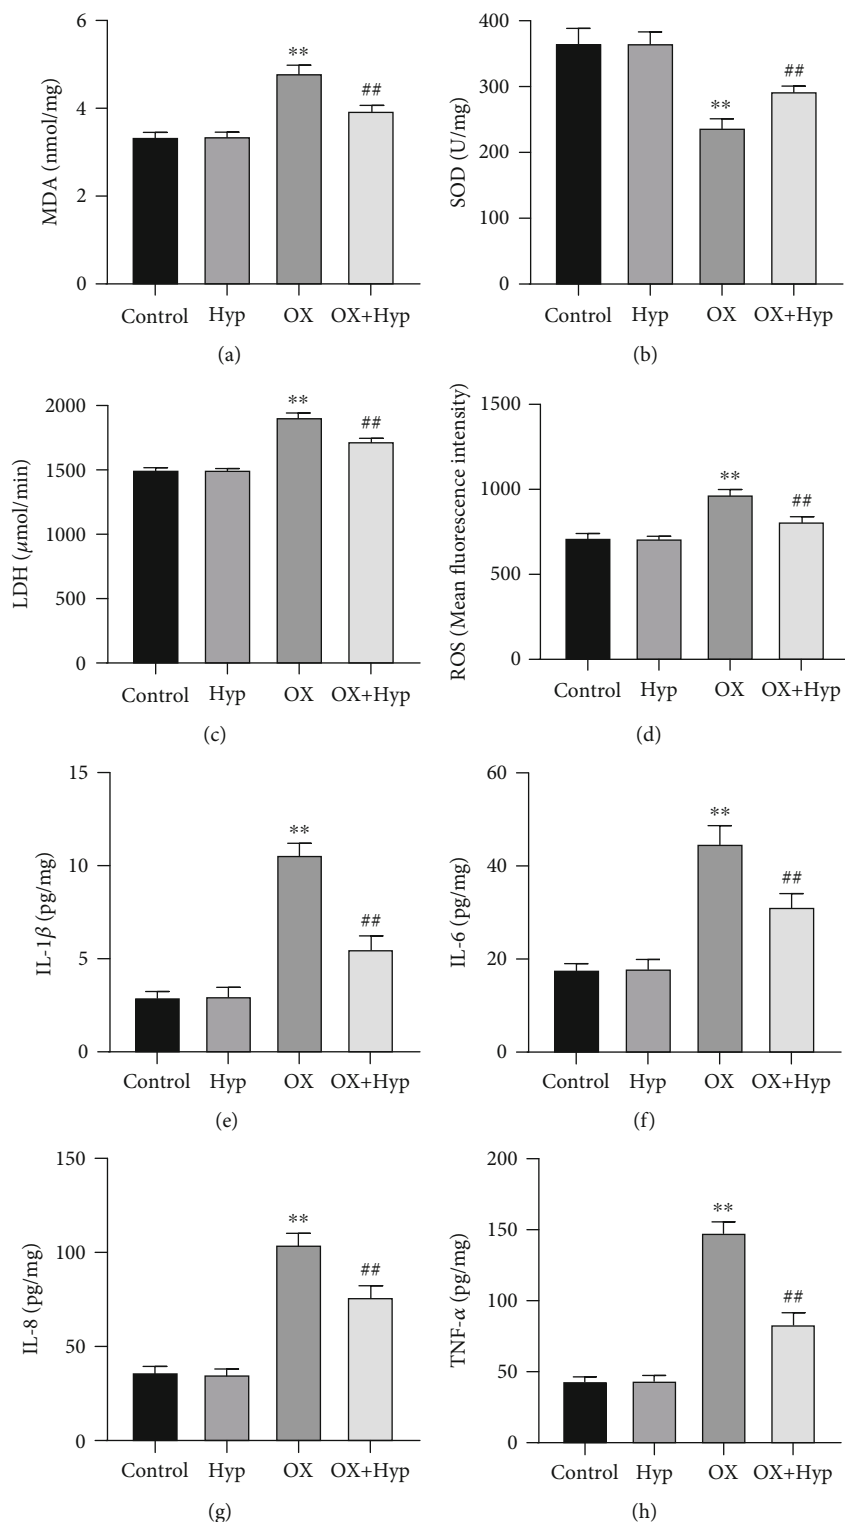 MDA (nmol/mg)
6
4
2
0
**
##
Control Hyp OX OX+Hyp
(a)
SOD (U/mg)
400
300
200
100
0
**
##
Control Hyp OX OX+Hyp
(b)
LDH (μmol/min)
2000
1500
1000
500
0
**
##
Control Hyp OX OX+Hyp
(c)
ROS (Mean fluorescence intensity)
1500
1000
500
0
**
##
Control Hyp OX OX+Hyp
(d)
IL-1β (pg/mg)
15
10
5
0
**
##
Control Hyp OX OX+Hyp
(e)
IL-6 (pg/mg)
60
40
20
0
**
##
Control Hyp OX OX+Hyp
(f)
IL-8 (pg/mg)
150
100
50
0
**
##
Control Hyp OX OX+Hyp
(g)
TNF-α (pg/mg)
200
150
100
50
0
**
##
Control Hyp OX OX+Hyp
(h)